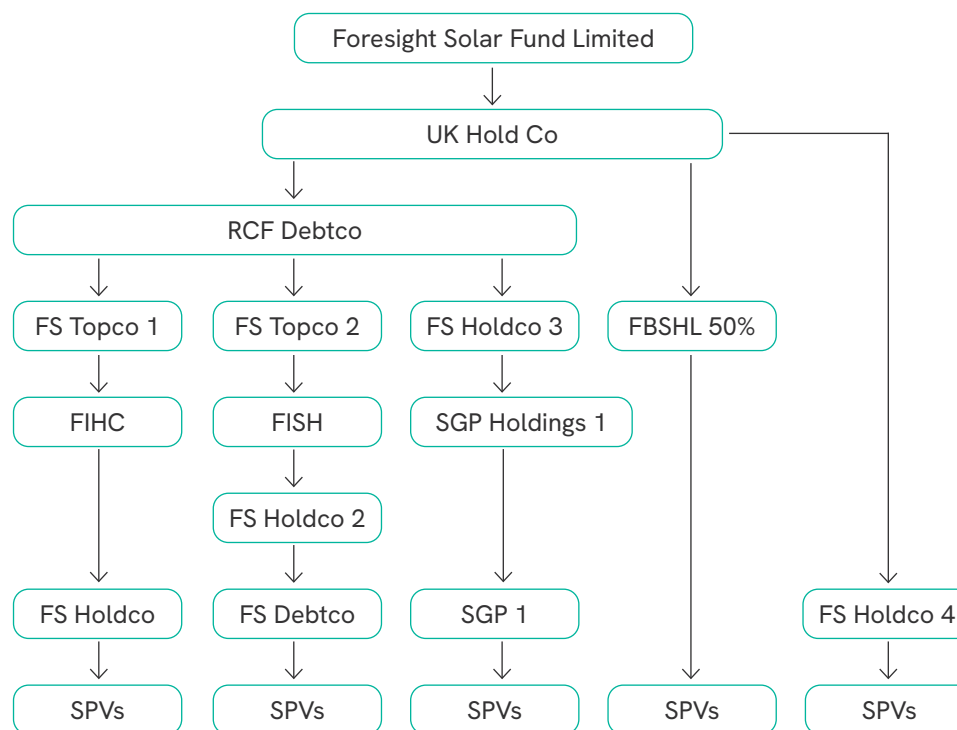 Foresight Solar Fund Limited
UK Hold Co
RCF Debtco
FS Topco 1
FS Topco 2
FS Holdco 3
FBSHL 50%
FIHC
FISH
SGP Holdings 1
FS Holdco 2
FS Holdco
FS Debtco
SGP 1
FS Holdco 4
SPVs
SPVs
SPVs
SPVs
SPVs